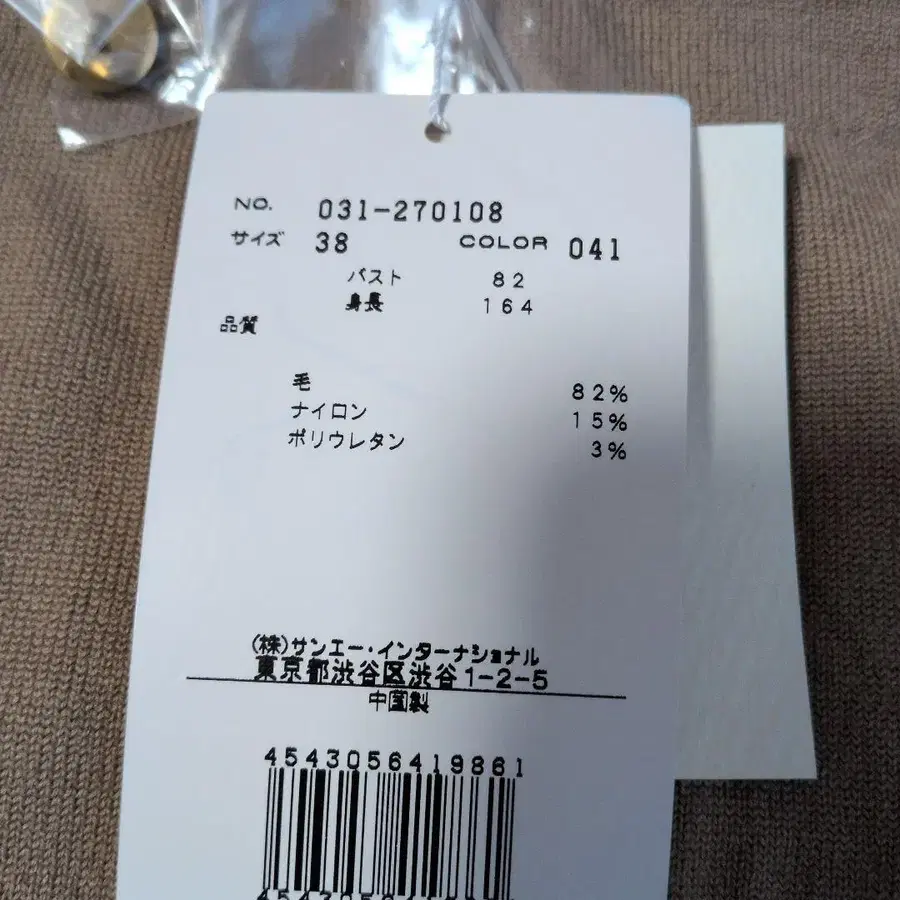 NO. 031-270108
サイズ 38 COLOR 041
バスト 82
身長 164
品質
毛 82%
ナイロン 15%
ポリウレタン 3%
(株)サンエー・インターナショナル
東京都渋谷区渋谷1-2-5
中国製
4543056419861